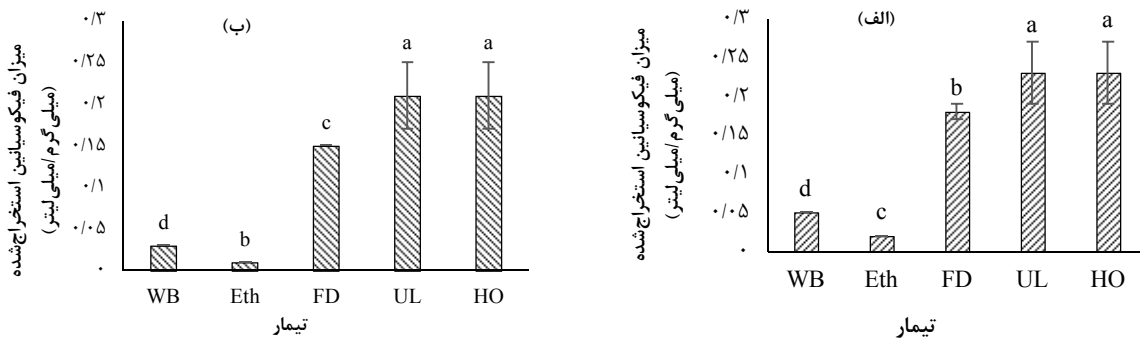 (ب)
میزان فیکوسیانین استخراج‌شده
(میلی‌گرم/میلی‌لیتر)
۰/۳
۰/۲۵
۰/۲
۰/۱۵
۰/۱
۰/۰۵
۰
d
b
c
a
a
WB Eth FD UL HO
تیمار
(الف)
میزان فیکوسیانین استخراج‌شده
(میلی‌گرم/میلی‌لیتر)
۰/۳
۰/۲۵
۰/۲
۰/۱۵
۰/۱
۰/۰۵
۰
d
c
b
a
a
WB Eth FD UL HO
تیمار